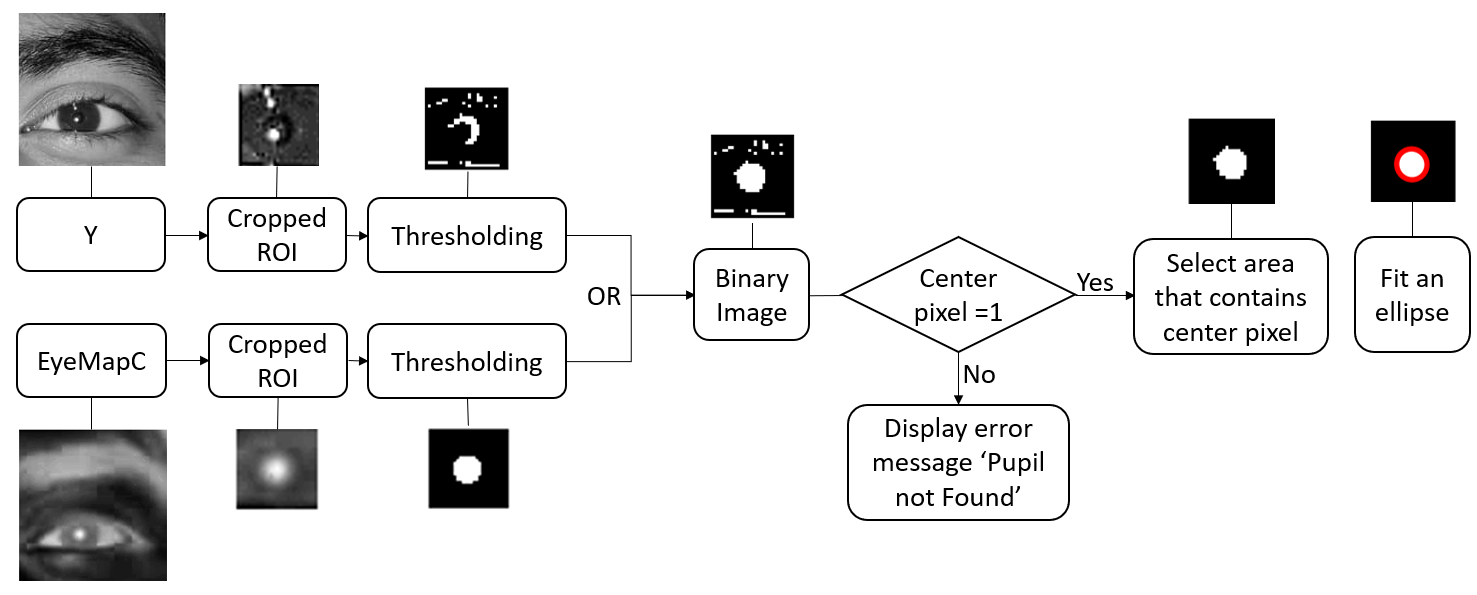 Y
Cropped
ROI
Thresholding
EyeMapC
Cropped
ROI
Thresholding
OR
Binary
Image
Center
pixel =1
Yes
No
Display error
message ‘Pupil
not Found’
Select area
that contains
center pixel
Fit an
ellipse